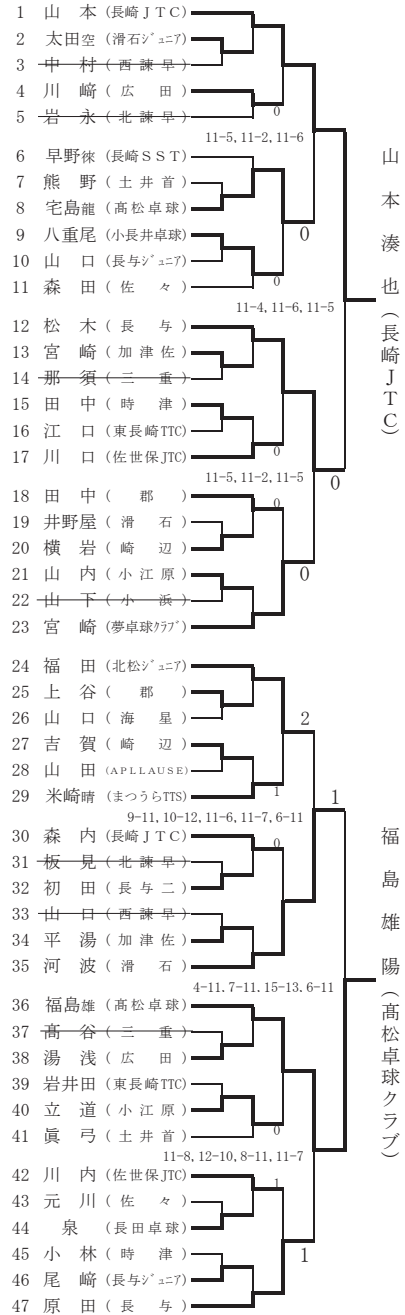 1 山本 (長崎JTC)
2 太田空 (滑石ジュニア)
3 中村 (西諫早)
4 川﨑 (広田)
5 岩永 (北諫早)
0
11-5, 11-2, 11-6
6 早野徠 (長崎SST)
7 熊野 (土井首)
8 宅島龍 (髙松卓球)
0
9 八重尾 (小長井卓球)
10 山口 (長与ジュニア)
0
11 森田 (佐々)
11-4, 11-6, 11-5
山本湊也(長崎JTC)
12 松木 (長与)
13 宮崎 (加津佐)
14 那須 (三重)
15 田中 (時津)
16 江口 (東長崎TTC)
0
17 川口 (佐世保JTC)
11-5, 11-2, 11-5
0
18 田中 (郡)
0
19 井野屋 (滑石)
20 横岩 (崎辺)
0
21 山内 (小江原)
22 山下 (小浜)
23 宮崎 (夢卓球クラブ)
24 福田 (北松ジュニア)
25 上谷 (郡)
26 山口 (海星)
2
27 吉賀 (崎辺)
28 山田 (APLLAUSE)
29 米崎晴 (まつうらTTS)
1
1
9-11, 10-12, 11-6, 11-7, 6-11
30 森内 (長崎JTC)
0
31 板見 (北諫早)
32 初田 (長与二)
33 山口 (西諫早)
34 平湯 (加津佐)
35 河波 (滑石)
4-11, 7-11, 15-13, 6-11
福島雄陽(髙松卓球クラブ)
36 福島雄 (髙松卓球)
37 髙谷 (三重)
38 湯浅 (広田)
39 岩井田 (東長崎TTC)
40 立道 (小江原)
0
41 眞弓 (土井首)
11-8, 12-10, 8-11, 11-7
42 川内 (佐世保JTC)
1
43 元川 (佐々)
44 泉 (長田卓球)
1
45 小林 (時津)
46 尾﨑 (長与ジュニア)
47 原田 (長与)